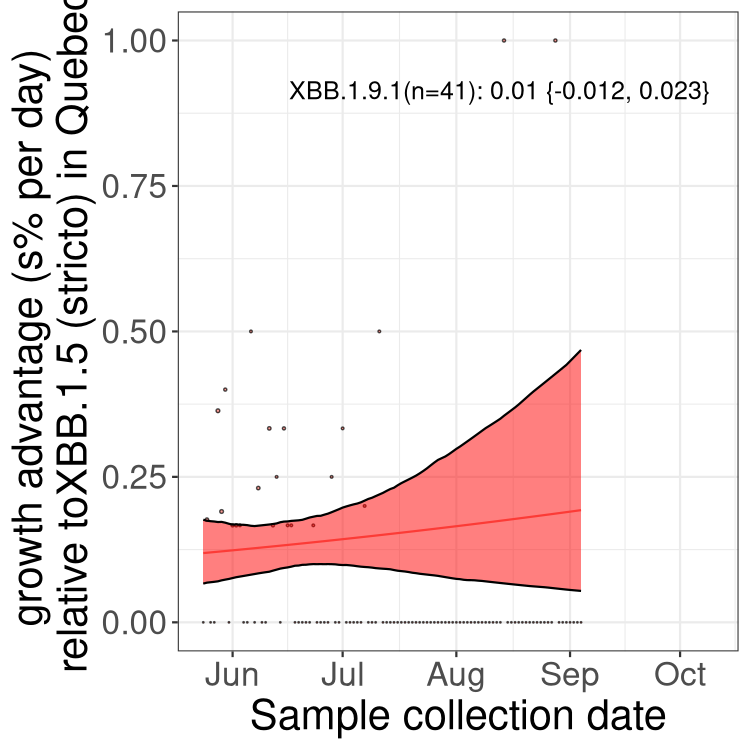 growth advantage (s% per day)
relative toXBB.1.5 (stricto) in Quebec
1.00
0.75
0.50
0.25
0.00
XBB.1.9.1(n=41): 0.01 {-0.012, 0.023}
Jun Jul Aug Sep Oct
Sample collection date